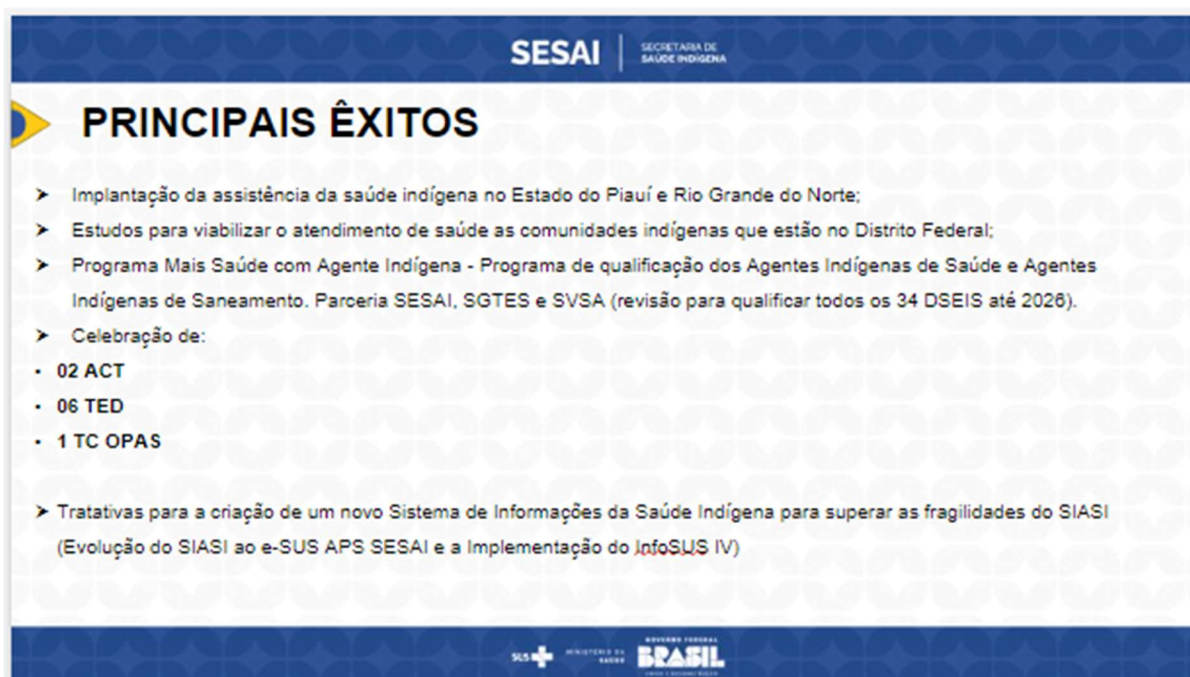 SESAI
SECRETARIA DE
SAÚDE INDÍGENA
PRINCIPAIS ÊXITOS
➤ Implantação da assistência da saúde indígena no Estado do Piauí e Rio Grande do Norte;
➤ Estudos para viabilizar o atendimento de saúde as comunidades indígenas que estão no Distrito Federal;
➤ Programa Mais Saúde com Agente Indígena - Programa de qualificação dos Agentes Indígenas de Saúde e Agentes
Indígenas de Saneamento. Parceria SESAI, SGTES e SVSA (revisão para qualificar todos os 34 DSEIS até 2026).
➤ Celebração de:
• 02 ACT
• 06 TED
• 1 TC OPAS
➤ Tratativas para a criação de um novo Sistema de Informações da Saúde Indígena para superar as fragilidades do SIASI
(Evolução do SIASI ao e-SUS APS SESAI e a Implementação do InfoSUS IV)
SUS
MINISTÉRIO DA
SAÚDE
GOVERNO FEDERAL
BRASIL
UNIÃO E RECONSTRUÇÃO